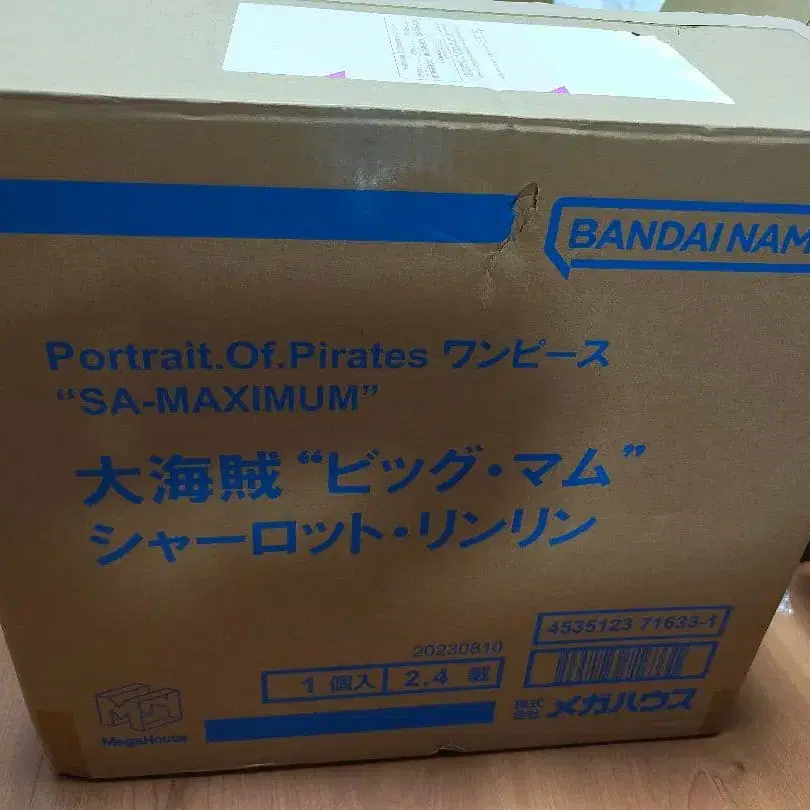 BANDAI NAM
Portrait.Of.Pirates ワンピース
“SA-MAXIMUM”
大海賊“ビッグ・マム”
シャーロット・リンリン
4535123 71633-1
20230810
1個入 2.4 戴
株式会社 メガハウス
MegaHouse